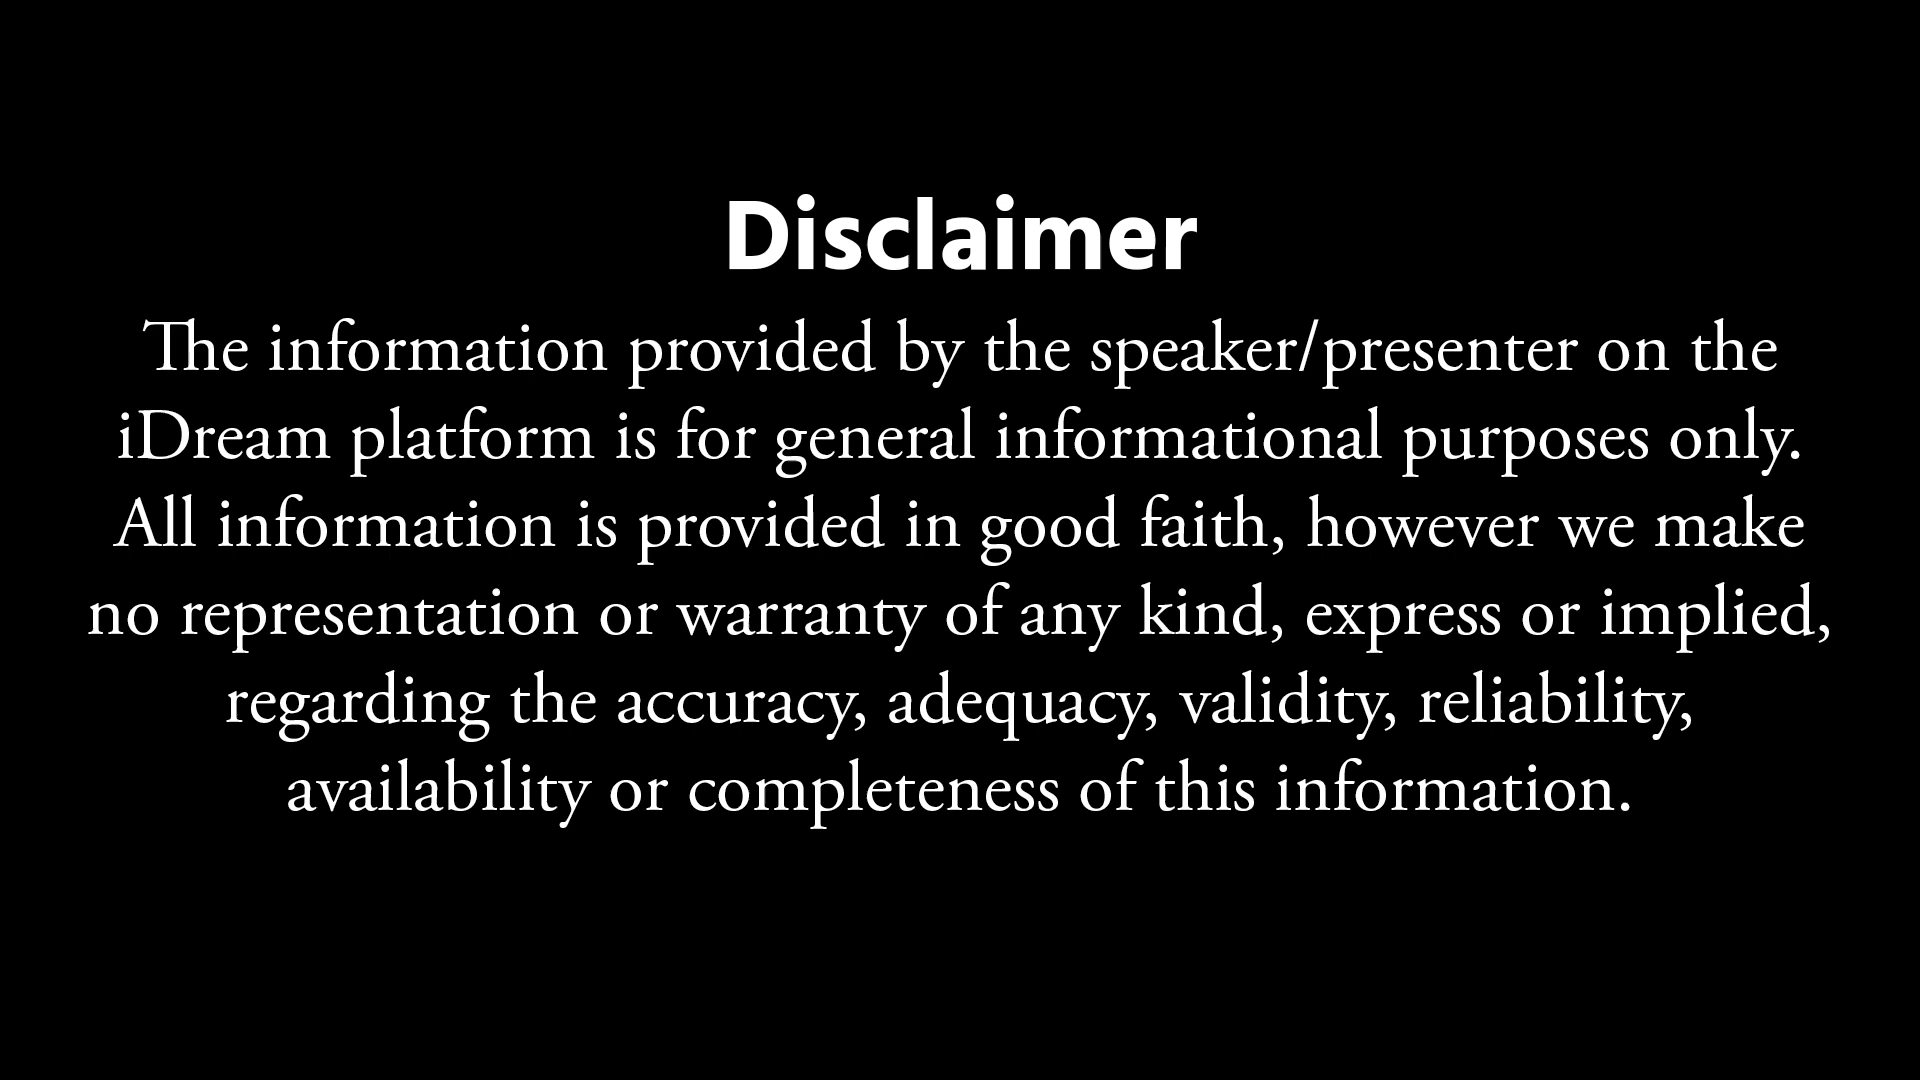 Disclaimer
The information provided by the speaker/presenter on the
iDream platform is for general informational purposes only.
All information is provided in good faith, however we make
no representation or warranty of any kind, express or implied,
regarding the accuracy, adequacy, validity, reliability,
availability or completeness of this information.